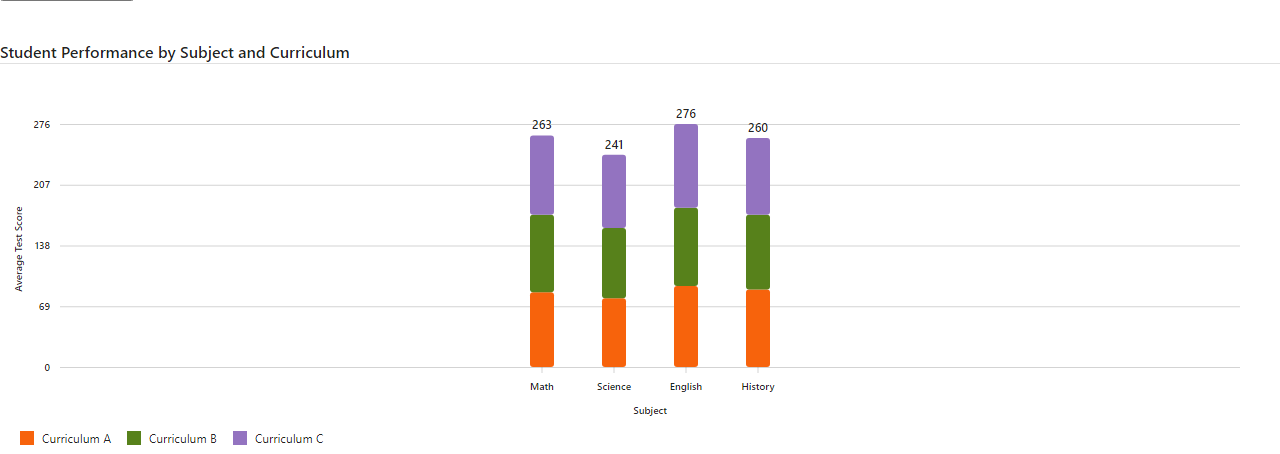 Student Performance by Subject and Curriculum
276
207
138
69
0
Average Test Score
263
241
276
260
Math Science English History
Subject
Curriculum A Curriculum B Curriculum C